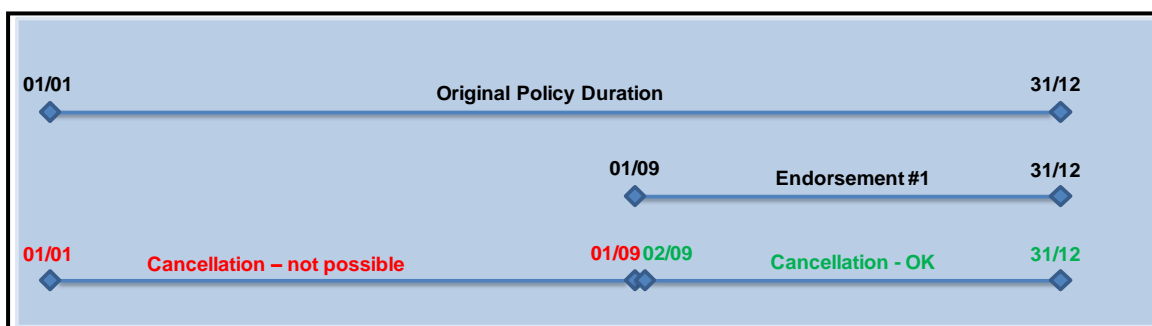 01/01 Original Policy Duration 31/12
01/09 Endorsement #1 31/12
01/01 Cancellation – not possible 01/09 02/09 Cancellation - OK 31/12